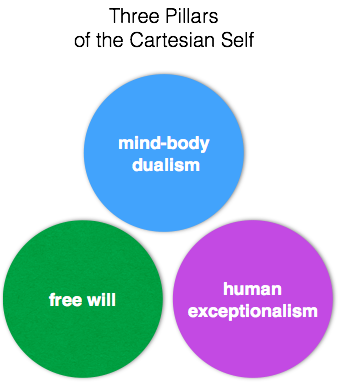 Three Pillars
of the Cartesian Self
mind-body
dualism
free will
human
exceptionalism